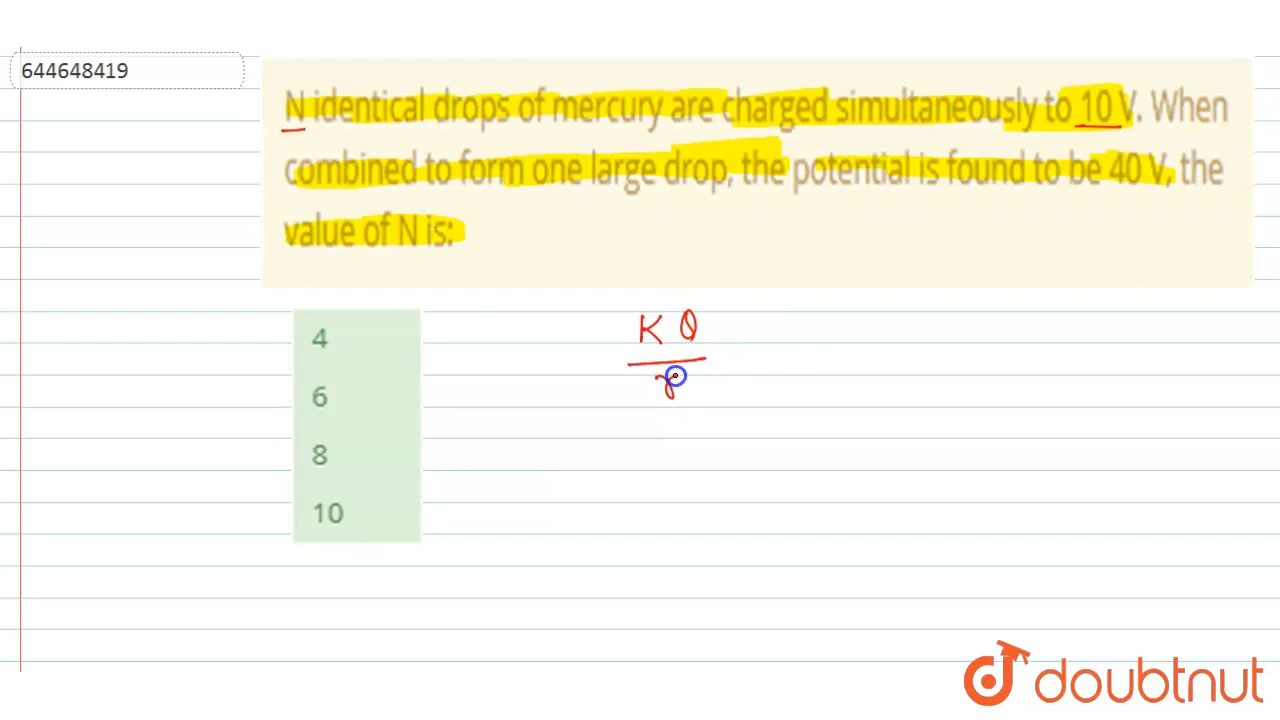 644648419
N identical drops of mercury are charged simultaneously to 10 V. When
combined to form one large drop, the potential is found to be 40 V, the
value of N is:
4
6
8
10
K Q
r
doubtnut